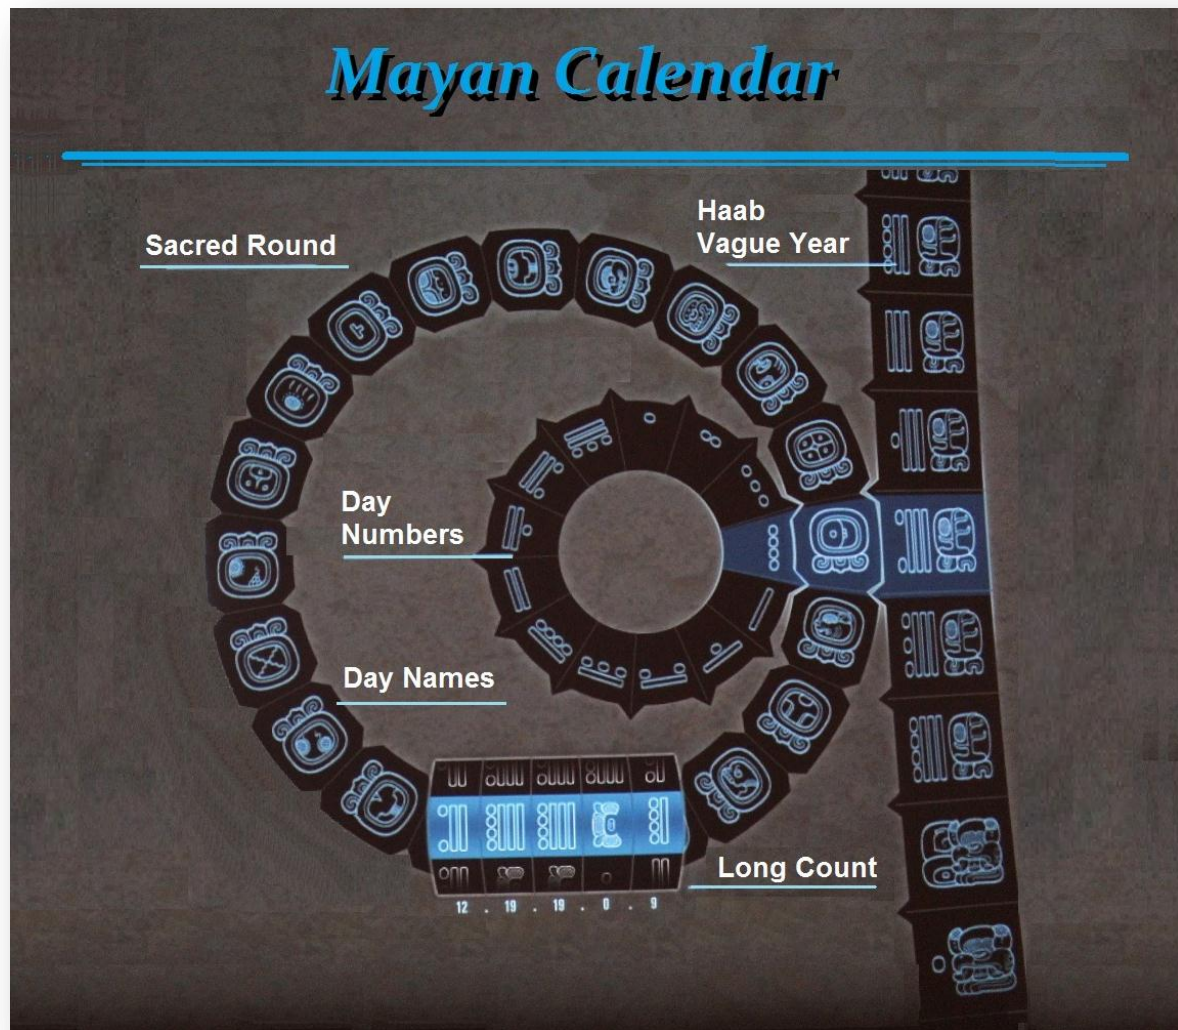 Mayan Calendar
Haab
Vague Year
Sacred Round
Day
Numbers
Day Names
Long Count
12 . 19 . 19 . 0 . 9